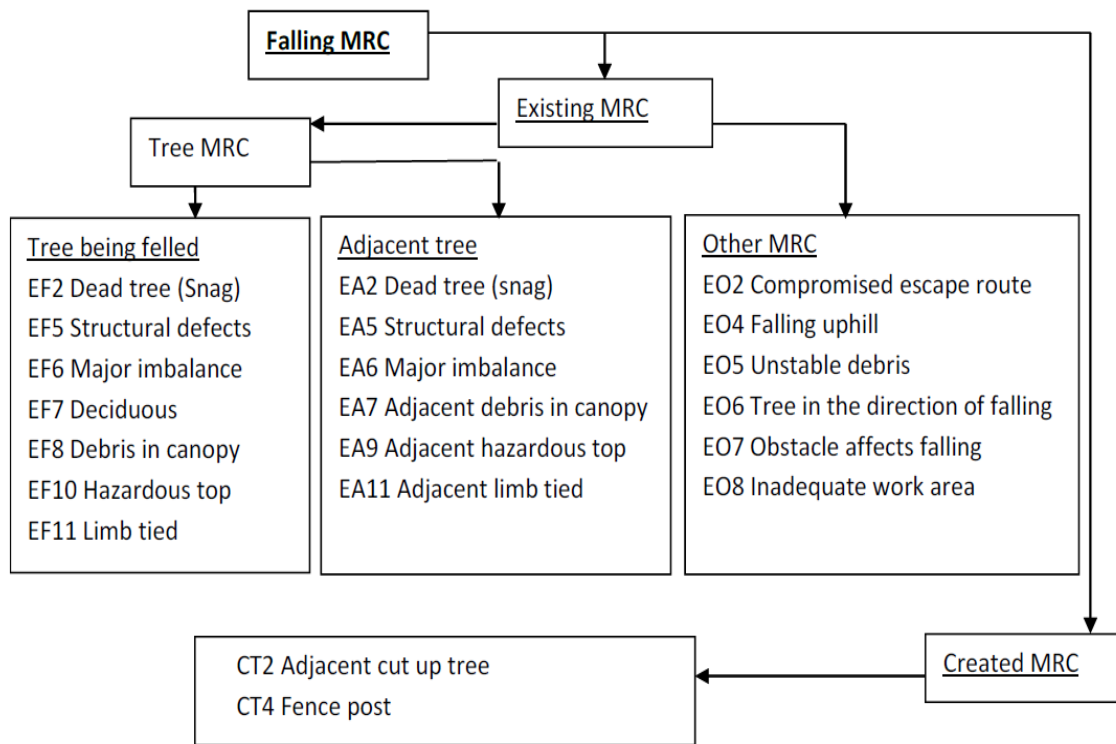 Falling MRC
Existing MRC
Tree MRC
Tree being felled
EF2 Dead tree (Snag)
EF5 Structural defects
EF6 Major imbalance
EF7 Deciduous
EF8 Debris in canopy
EF10 Hazardous top
EF11 Limb tied
Adjacent tree
EA2 Dead tree (snag)
EA5 Structural defects
EA6 Major imbalance
EA7 Adjacent debris in canopy
EA9 Adjacent hazardous top
EA11 Adjacent limb tied
Other MRC
EO2 Compromised escape route
EO4 Falling uphill
EO5 Unstable debris
EO6 Tree in the direction of falling
EO7 Obstacle affects falling
EO8 Inadequate work area
Created MRC
CT2 Adjacent cut up tree
CT4 Fence post